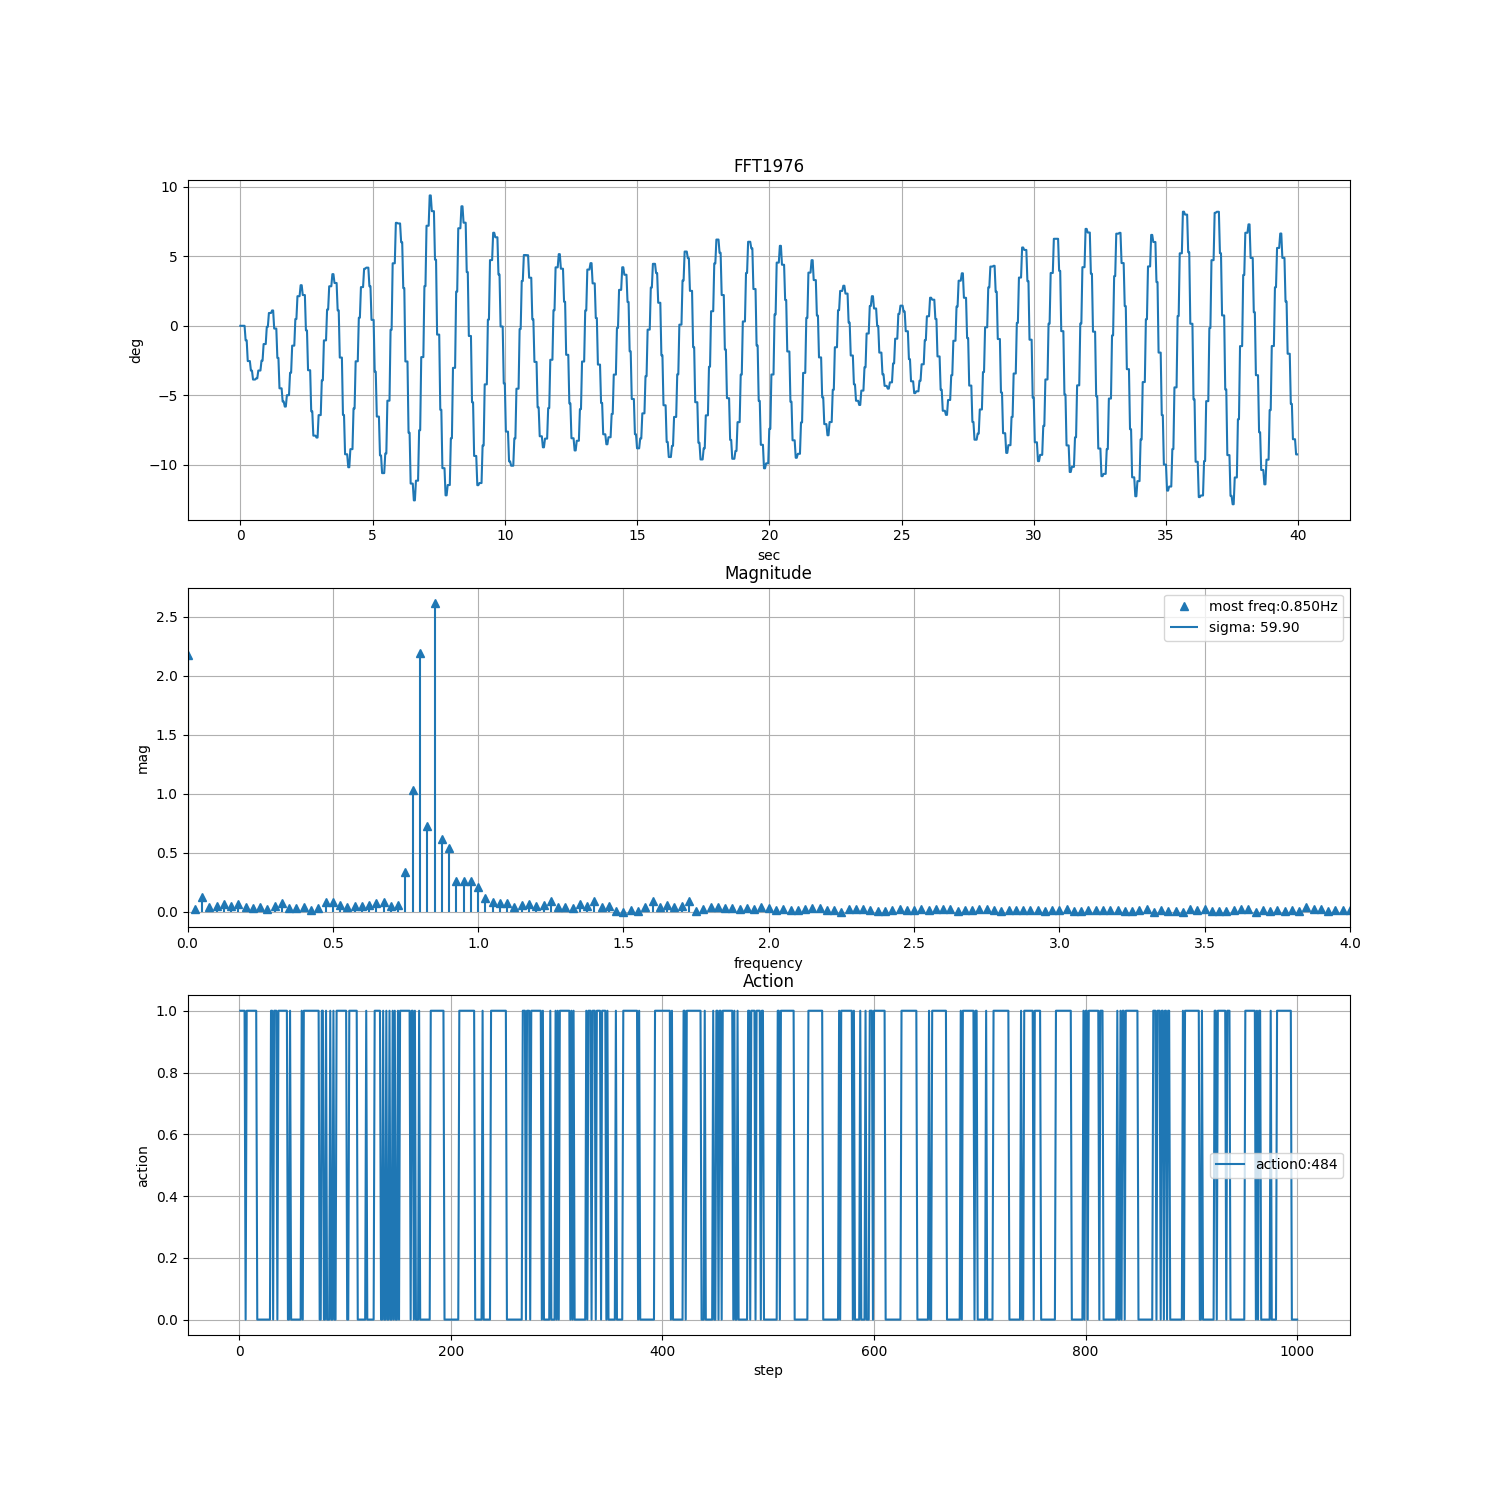 FFT1976
10
5
0
−5
−10
deg
0 5 10 15 20 25 30 35 40
sec
Magnitude
2.5
2.0
1.5
1.0
0.5
0.0
mag
most freq:0.850Hz
sigma: 59.90
0.0 0.5 1.0 1.5 2.0 2.5 3.0 3.5 4.0
frequency
Action
1.0
0.8
0.6
0.4
0.2
0.0
action
action0:484
0 200 400 600 800 1000
step